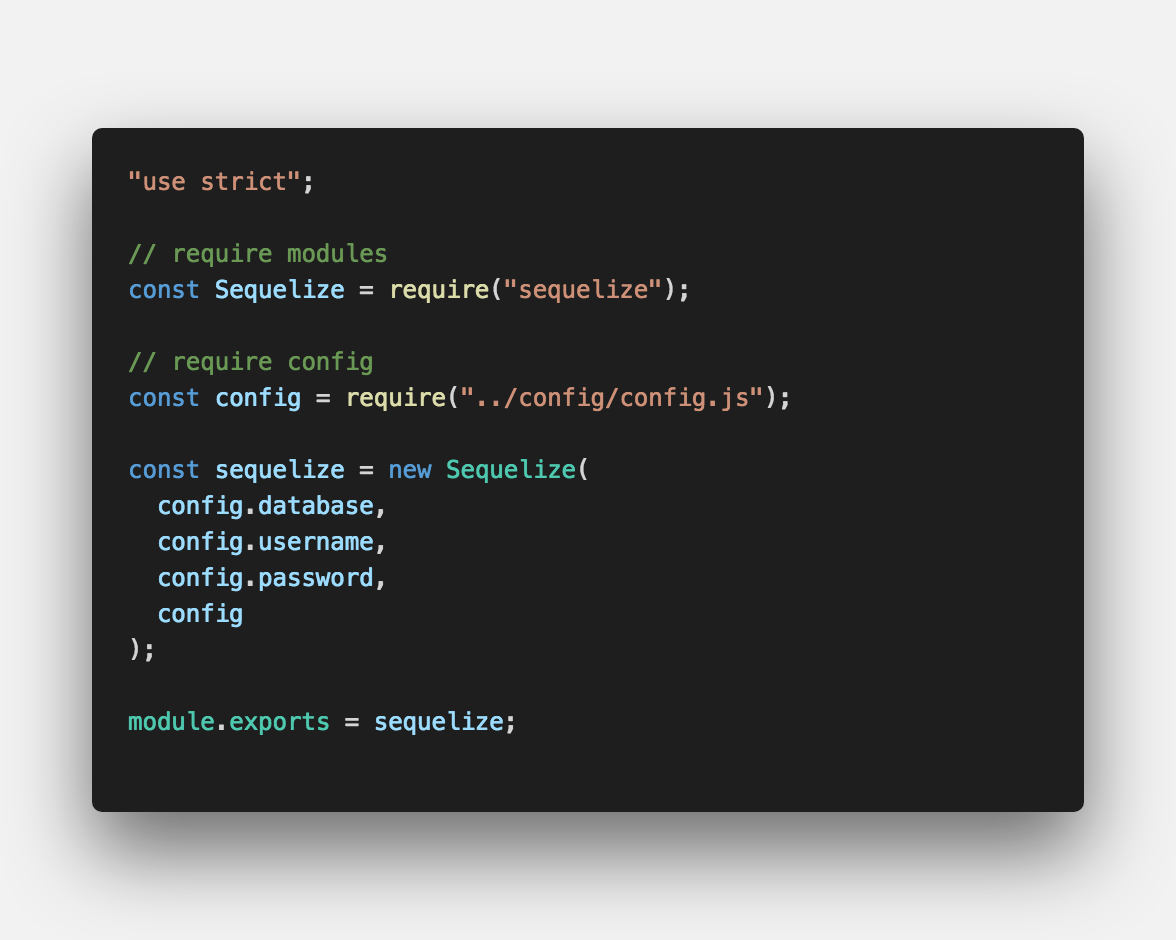 "use strict";
// require modules
const Sequelize = require("sequelize");
// require config
const config = require("../config/config.js");
const sequelize = new Sequelize(
  config.database,
  config.username,
  config.password,
  config
);
module.exports = sequelize;